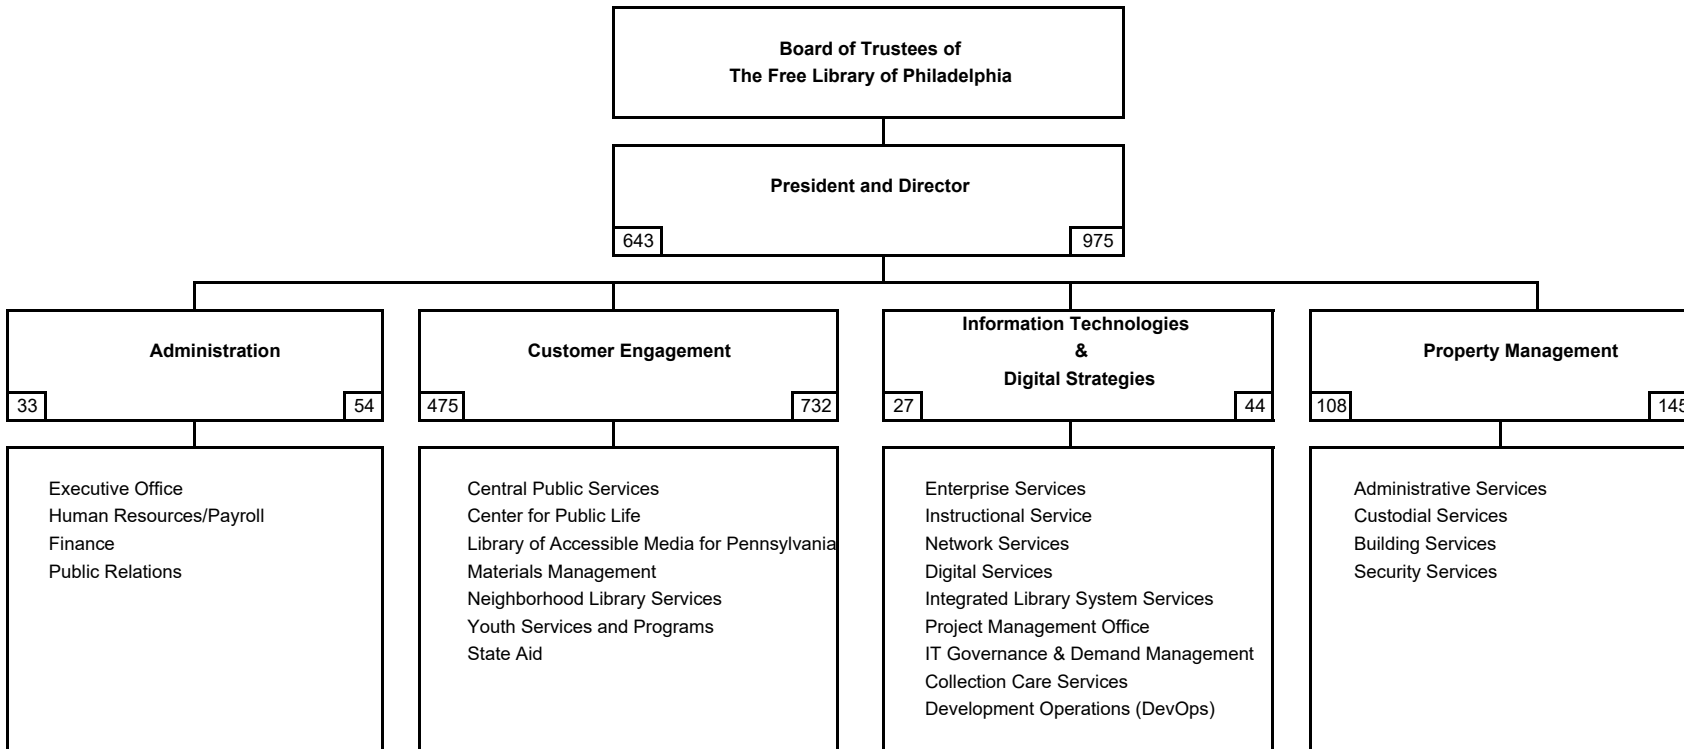 Board of Trustees of
The Free Library of Philadelphia
President and Director
643
975
Administration
33
54
Customer Engagement
475
732
Information Technologies
&
Digital Strategies
27
44
Property Management
108
145
Executive Office
Human Resources/Payroll
Finance
Public Relations
Central Public Services
Center for Public Life
Library of Accessible Media for Pennsylvania
Materials Management
Neighborhood Library Services
Youth Services and Programs
State Aid
Enterprise Services
Instructional Service
Network Services
Digital Services
Integrated Library System Services
Project Management Office
IT Governance & Demand Management
Collection Care Services
Development Operations (DevOps)
Administrative Services
Custodial Services
Building Services
Security Services